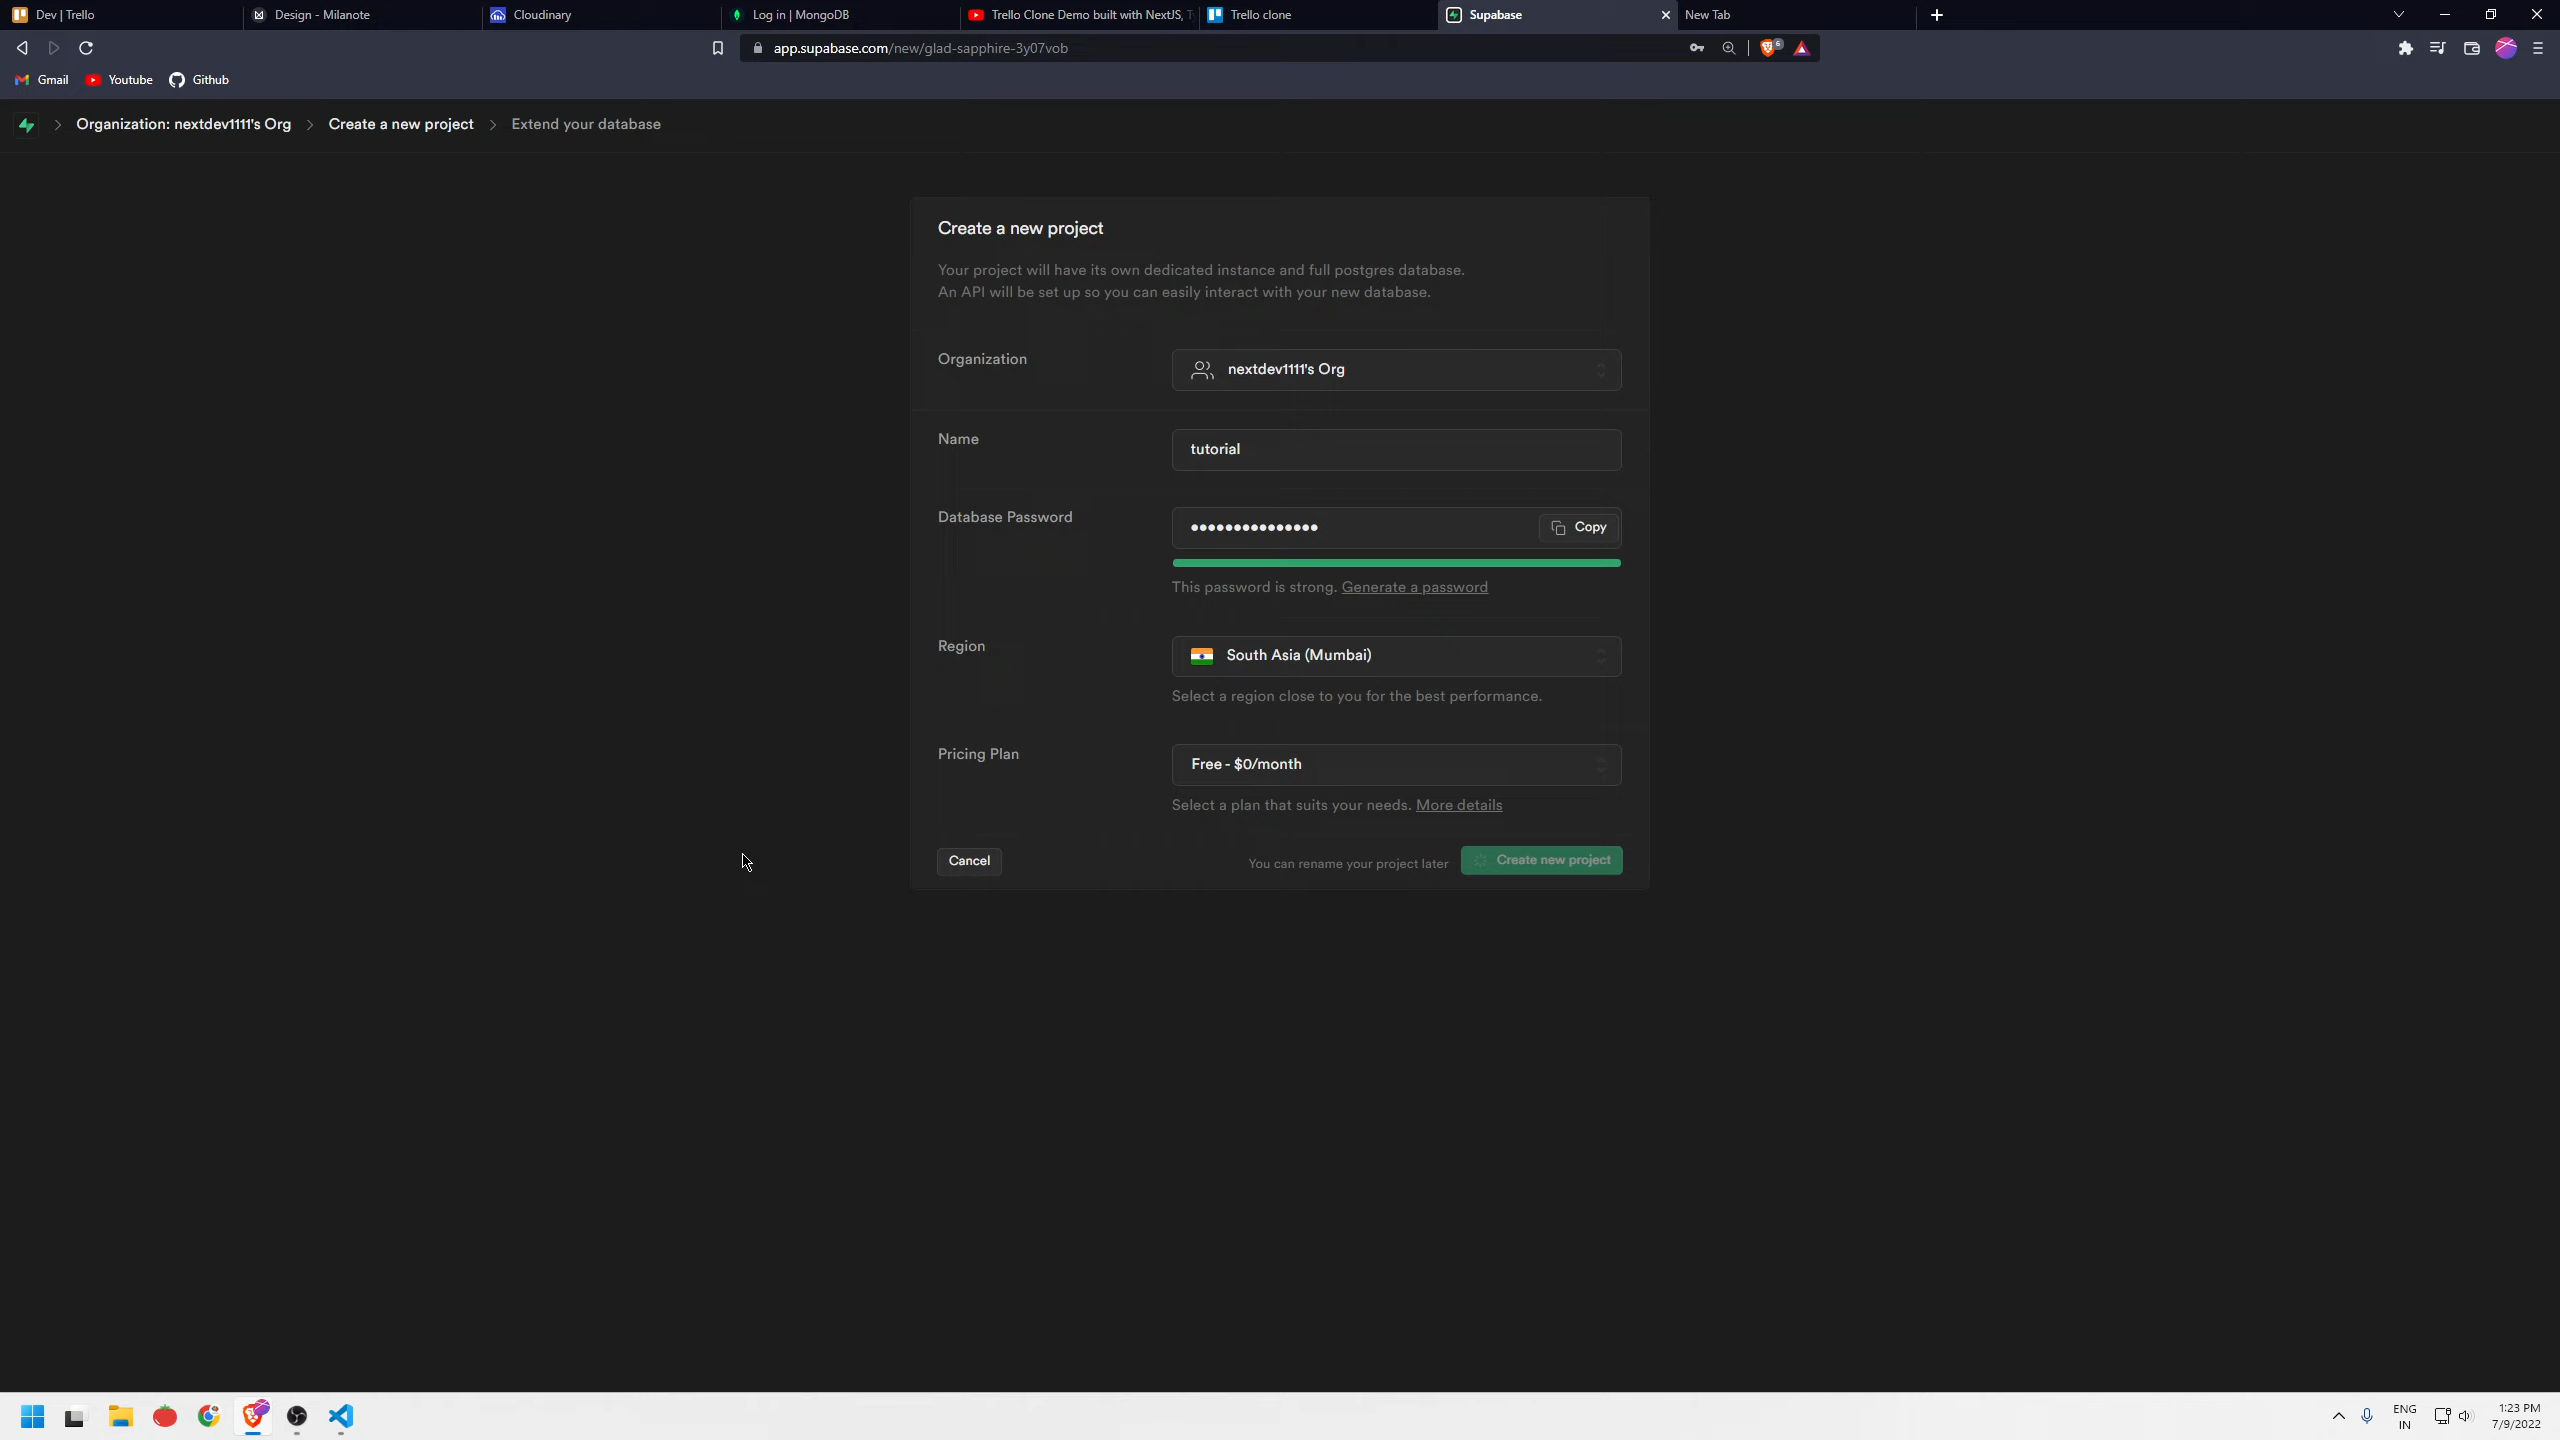 Dev | Trello
Design - Milanote
Cloudinary
Log in | MongoDB
Trello Clone Demo built with NextJS, T
Trello clone
Supabase
New Tab
app.supabase.com/new/glad-sapphire-3y07vob
6
Gmail
Youtube
Github
Organization: nextdev1111's Org
Create a new project
Extend your database
Create a new project
Your project will have its own dedicated instance and full postgres database.
An API will be set up so you can easily interact with your new database.
Organization
nextdev1111's Org
Name
tutorial
Database Password
•••••••••••••••
Copy
This password is strong. Generate a password
Region
South Asia (Mumbai)
Select a region close to you for the best performance.
Pricing Plan
Free - $0/month
Select a plan that suits your needs. More details
Cancel
You can rename your project later
Create new project
ENG
IN
1:23 PM
7/9/2022